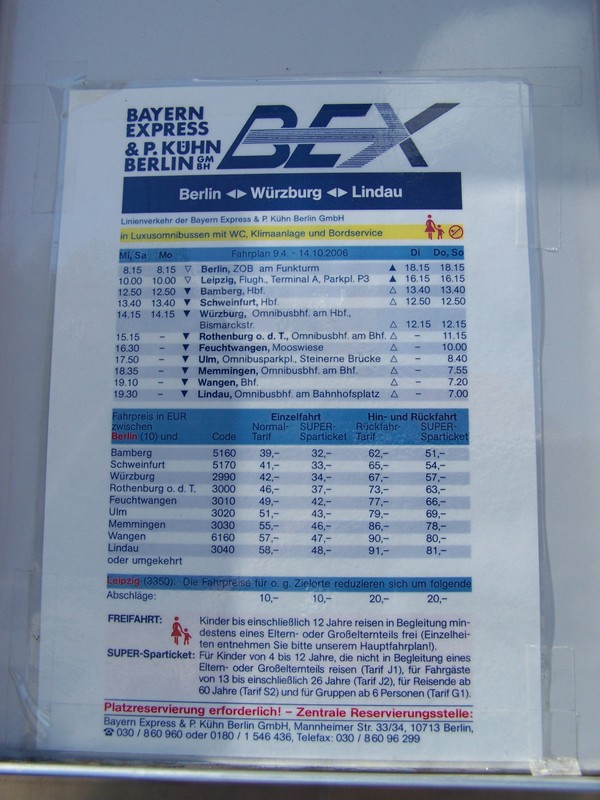 BAYERN
EXPRESS
& P. KÜHN
BERLIN GM BH
BEX
Berlin ◄► Würzburg ◄► Lindau
Linienverkehr der Bayern Express & P. Kühn Berlin GmbH
in Luxusomnibussen mit WC, Klimaanlage und Bordservice
Mi, Sa Mo Fahrplan 9.4. - 14.10.2006 Di Do, So
8.15 8.15 ▽ Berlin, ZOB am Funkturm ▲ 18.15 18.15
10.00 10.00 ▽ Leipzig, Flugh., Terminal A, Parkpl. P3 ▲ 16.15 16.15
12.50 12.50 ▼ Bamberg, Hbf. △ 13.40 13.40
13.40 13.40 ▼ Schweinfurt, Hbf. △ 12.50 12.50
14.15 14.15 ▼ Würzburg, Omnibusbhf. am Hbf.,
Bismarckstr. △ 12.15 12.15
15.15 – ▼ Rothenburg o. d. T., Omnibusbhf. am Bhf. △ – 11.15
16.30 – ▼ Feuchtwangen, Mooswiese △ – 10.00
17.50 – ▼ Ulm, Omnibusparkpl., Steinerne Brücke △ – 8.40
18.35 – ▼ Memmingen, Omnibusbhf. am Bhf. △ – 7.55
19.10 – ▼ Wangen, Bhf. △ – 7.20
19.30 – ▼ Lindau, Omnibusbhf. am Bahnhofsplatz △ – 7.00
Fahrpreis in EUR Einzelfahrt Hin- und Rückfahrt
zwischen Normal- SUPER- Rückfahr- SUPER-
Berlin (10) und Code Tarif Sparticket Tarif Sparticket
Bamberg 5160 39,– 32,– 62,– 51,–
Schweinfurt 5170 41,– 33,– 65,– 54,–
Würzburg 2990 42,– 34,– 67,– 57,–
Rothenburg o. d. T. 3000 46,– 37,– 73,– 63,–
Feuchtwangen 3010 49,– 42,– 77,– 66,–
Ulm 3020 51,– 43,– 79,– 69,–
Memmingen 3030 55,– 46,– 86,– 78,–
Wangen 6160 57,– 47,– 90,– 80,–
Lindau 3040 58,– 48,– 91,– 81,–
oder umgekehrt
Leipzig (3350): Die Fahrpreise für o. g. Zielorte reduzieren sich um folgende
Abschläge: 10,– 10,– 20,– 20,–
FREIFAHRT: Kinder bis einschließlich 12 Jahre reisen in Begleitung min-
destens eines Eltern- oder Großelternteils frei (Einzelhei-
ten entnehmen Sie bitte unserem Hauptfahrplan!).
SUPER-Sparticket: Für Kinder von 4 bis 12 Jahre, die nicht in Begleitung eines
Eltern- oder Großelternteils reisen (Tarif J1), für Fahrgäste
von 13 bis einschließlich 26 Jahre (Tarif J2), für Reisende ab
60 Jahre (Tarif S2) und für Gruppen ab 6 Personen (Tarif G1).
Platzreservierung erforderlich! – Zentrale Reservierungsstelle:
Bayern Express & P. Kühn Berlin GmbH, Mannheimer Str. 33/34, 10713 Berlin,
☎ 030 / 860 960 oder 0180 / 1 546 436, Telefax: 030 / 860 96 299